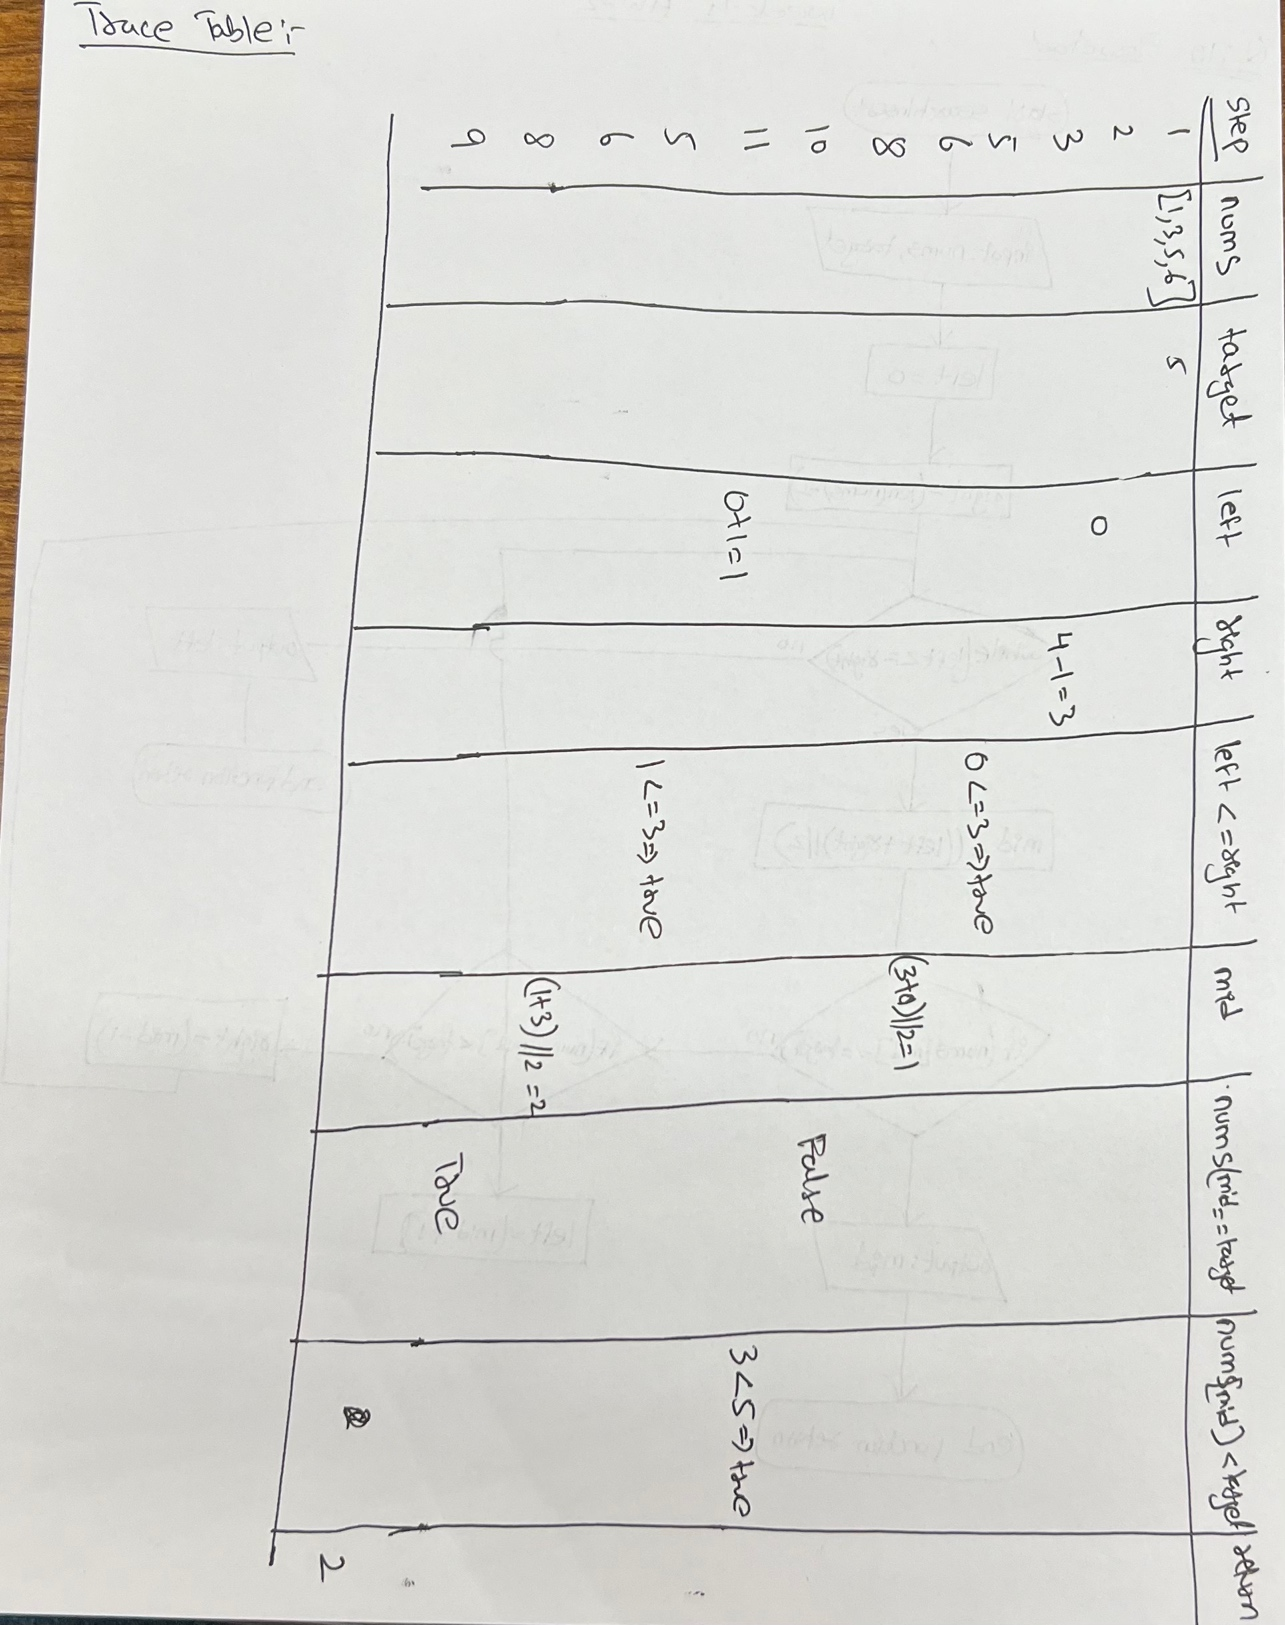 Trace Table:-
Step | nums | target | left | right | left <= right | mid | nums[mid == target | nums[mid] < target | return
1 [1,3,5,6] 5
2 0
3 4-1=3
5
6 0<=3=>true
8 (3+0)//2=1
10 False
11 0+1=1 3<5=>true
5
6 1<=3=>true
8 (1+3)//2=2
9 True
2